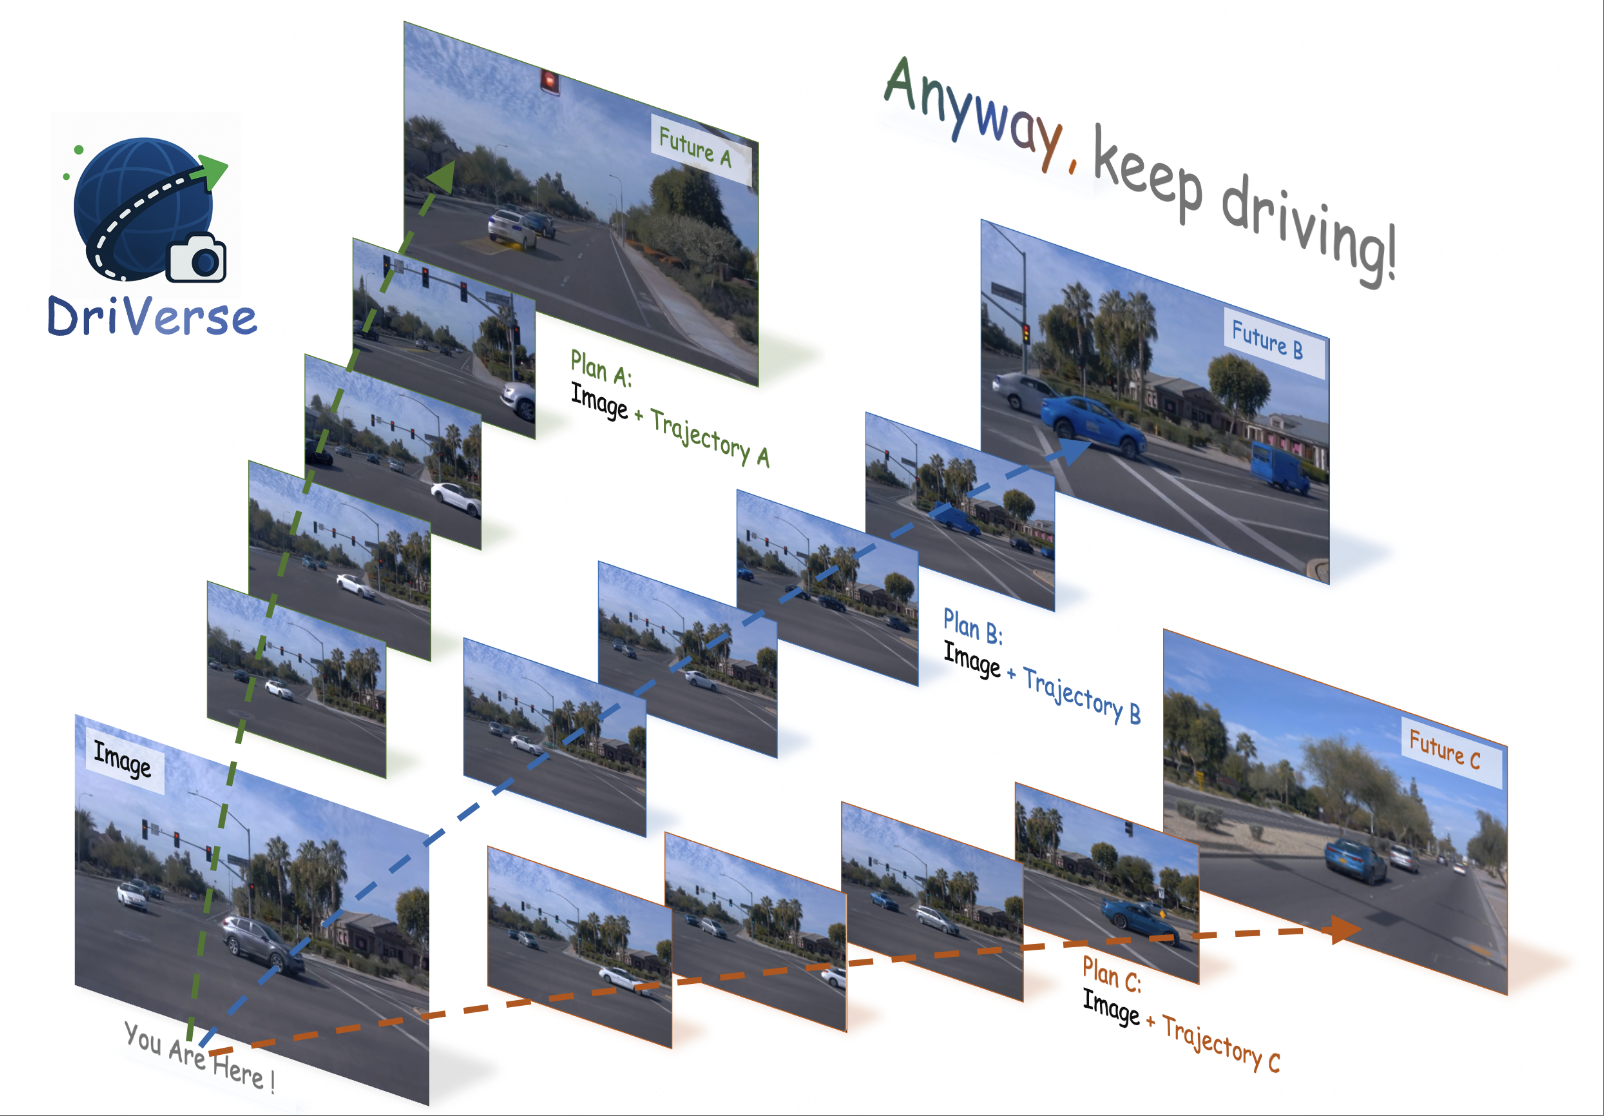 Anyway, keep driving!
DriVerse
Future A
Plan A:
Image + Trajectory A
Future B
Plan B:
Image + Trajectory B
Future C
Plan C:
Image + Trajectory C
Image
You Are Here !